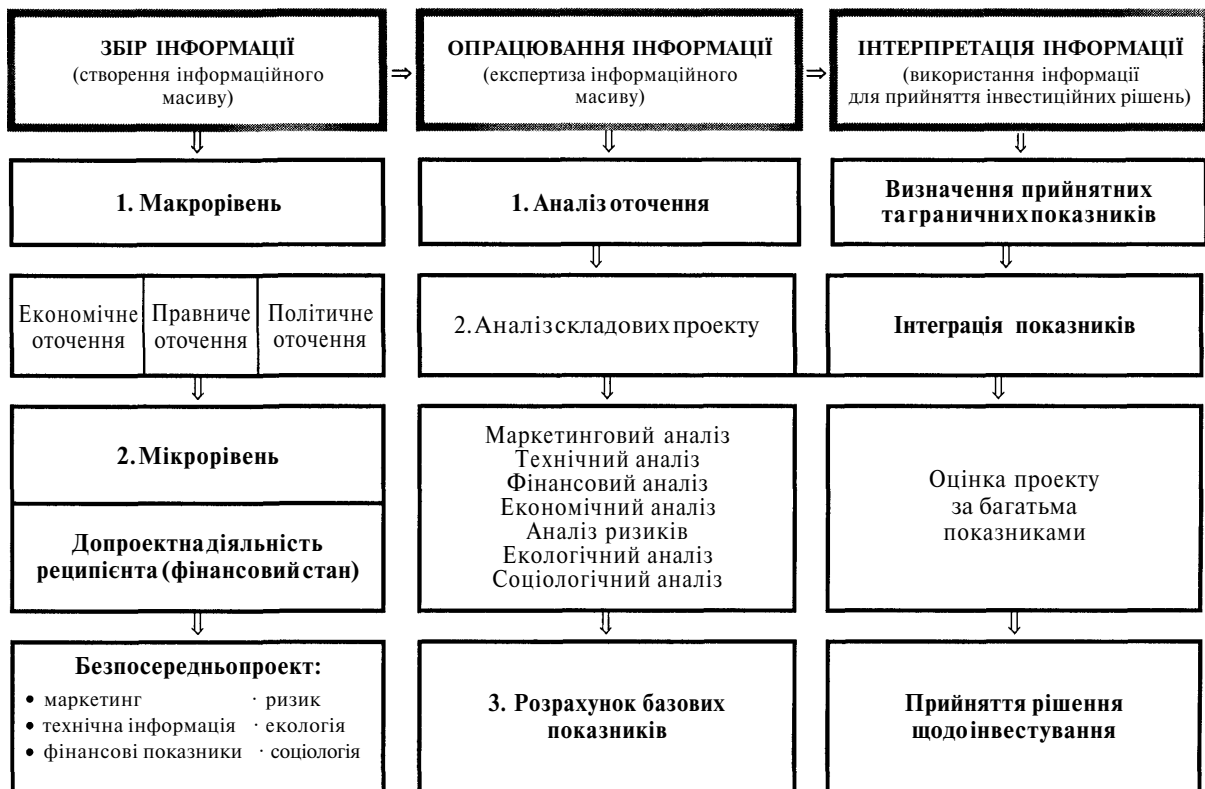 ЗБІР ІНФОРМАЦІЇ
(створення інформаційного
масиву)
⇒
ОПРАЦЮВАННЯ ІНФОРМАЦІЇ
(експертиза інформаційного
масиву)
⇒
ІНТЕРПРЕТАЦІЯ ІНФОРМАЦІЇ
(використання інформації
для прийняття інвестиційних рішень)
1. Макрорівень
Економічне
оточення
Правниче
оточення
Політичне
оточення
2. Мікрорівень
Допроектна діяльність
реципієнта (фінансовий стан)
Безпосередньо проект:
• маркетинг · ризик
• технічна інформація · екологія
• фінансові показники · соціологія
1. Аналіз оточення
2. Аналіз складових проекту
Маркетинговий аналіз
Технічний аналіз
Фінансовий аналіз
Економічний аналіз
Аналіз ризиків
Екологічний аналіз
Соціологічний аналіз
3. Розрахунок базових
показників
Визначення прийнятних
та граничних показників
Інтеграція показників
Оцінка проекту
за багатьма
показниками
Прийняття рішення
щодо інвестування